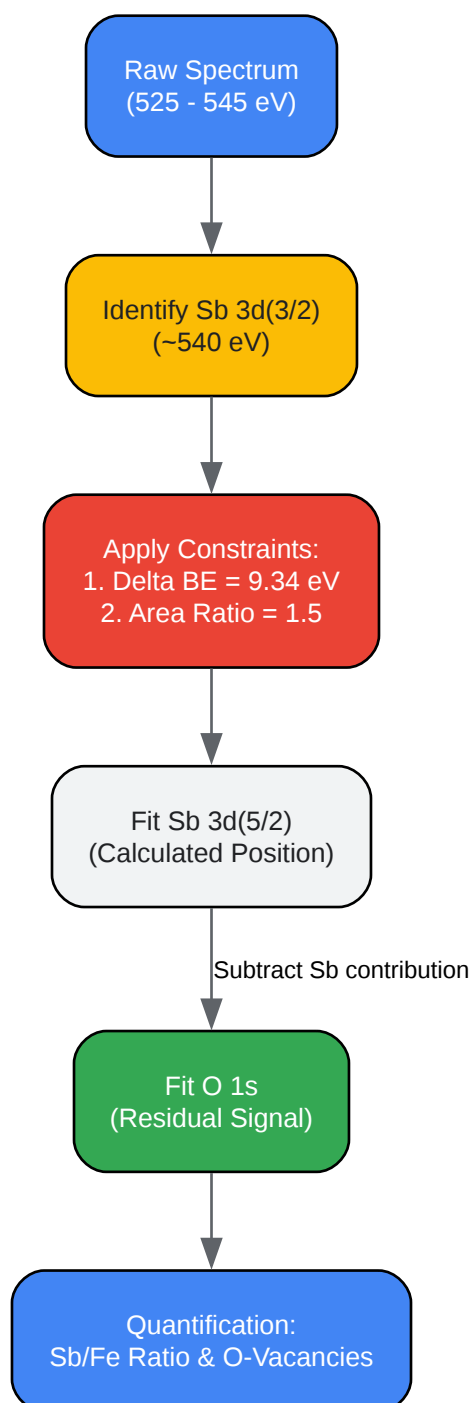 Raw Spectrum
(525 - 545 eV)
Identify Sb 3d(3/2)
(~540 eV)
Apply Constraints:
1. Delta BE = 9.34 eV
2. Area Ratio = 1.5
Fit Sb 3d(5/2)
(Calculated Position)
Subtract Sb contribution
Fit O 1s
(Residual Signal)
Quantification:
Sb/Fe Ratio & O-Vacancies